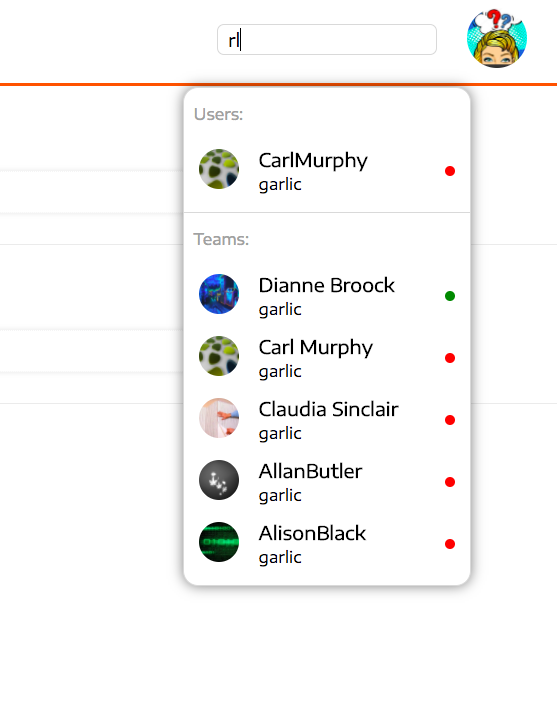 rl
Users:
CarlMurphy
garlic
Teams:
Dianne Broock
garlic
Carl Murphy
garlic
Claudia Sinclair
garlic
AllanButler
garlic
AlisonBlack
garlic